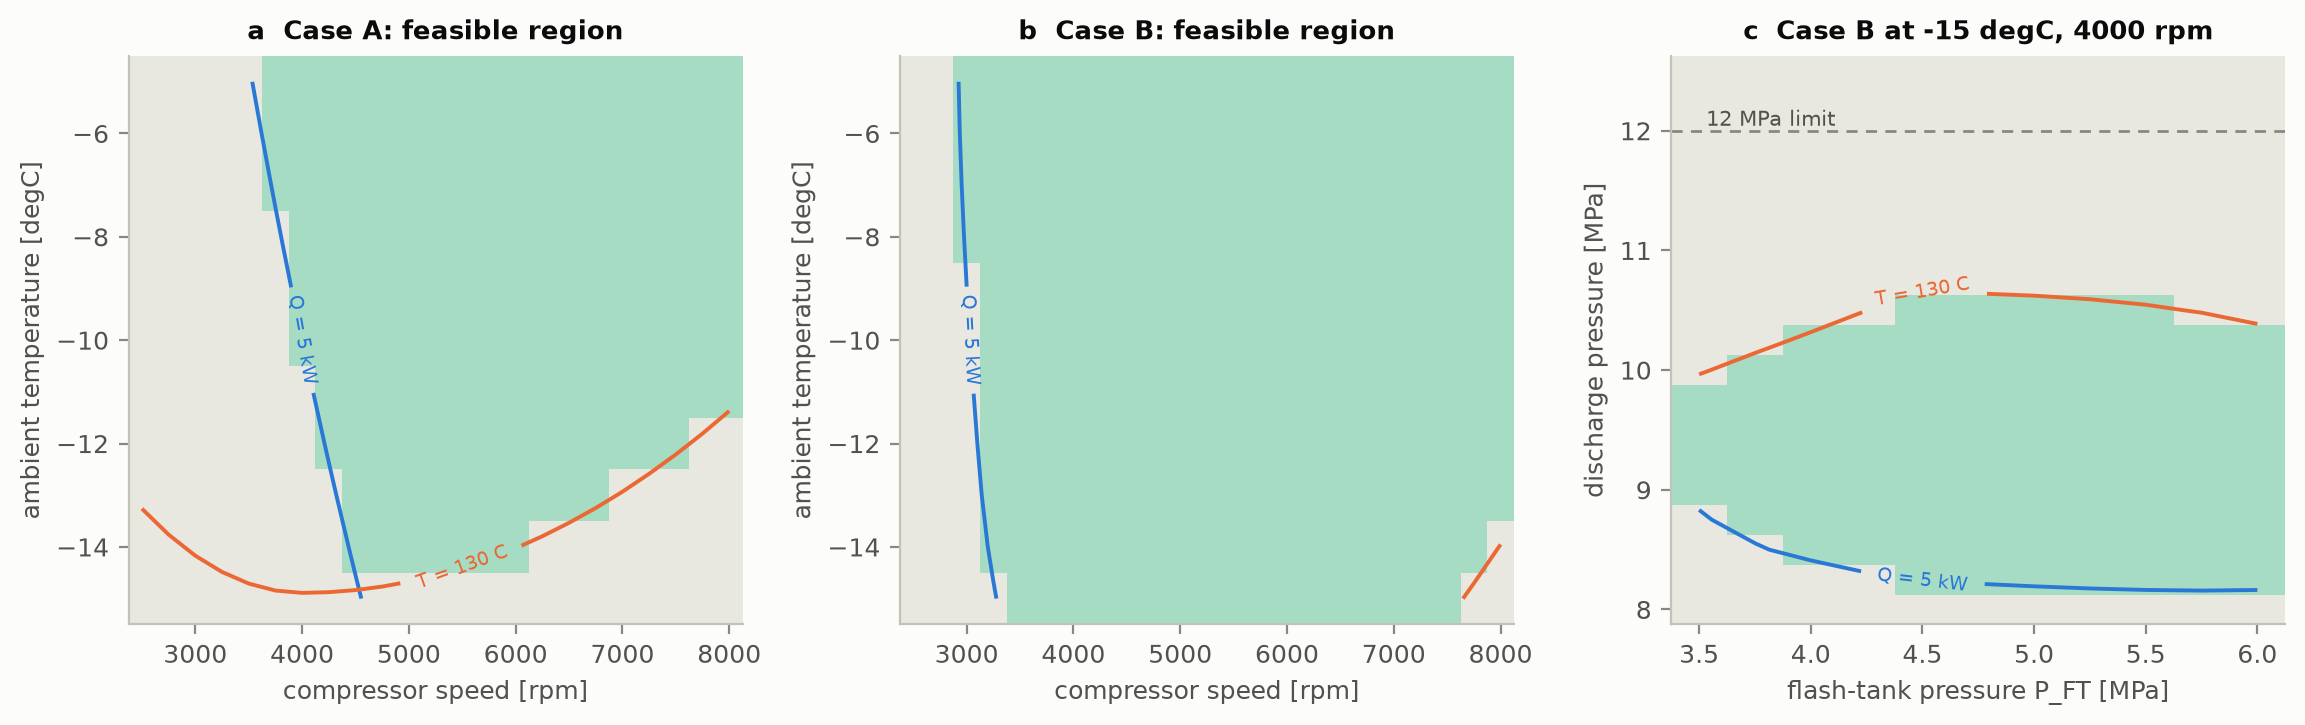 a Case A: feasible region
ambient temperature [degC]
−6
−8
−10
−12
−14
Q = 5 kW
T = 130 C
3000 4000 5000 6000 7000 8000
compressor speed [rpm]
b Case B: feasible region
ambient temperature [degC]
−6
−8
−10
−12
−14
Q = 5 kW
3000 4000 5000 6000 7000 8000
compressor speed [rpm]
c Case B at -15 degC, 4000 rpm
discharge pressure [MPa]
12
11
10
9
8
12 MPa limit
T = 130 C
Q = 5 kW
3.5 4.0 4.5 5.0 5.5 6.0
flash-tank pressure P_FT [MPa]